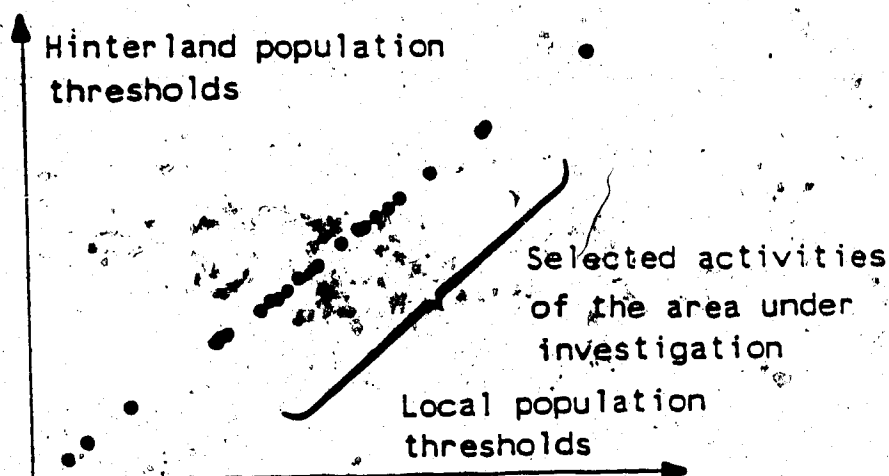 Hinterland population
thresholds
Selected activities
of the area under
investigation
Local population
thresholds